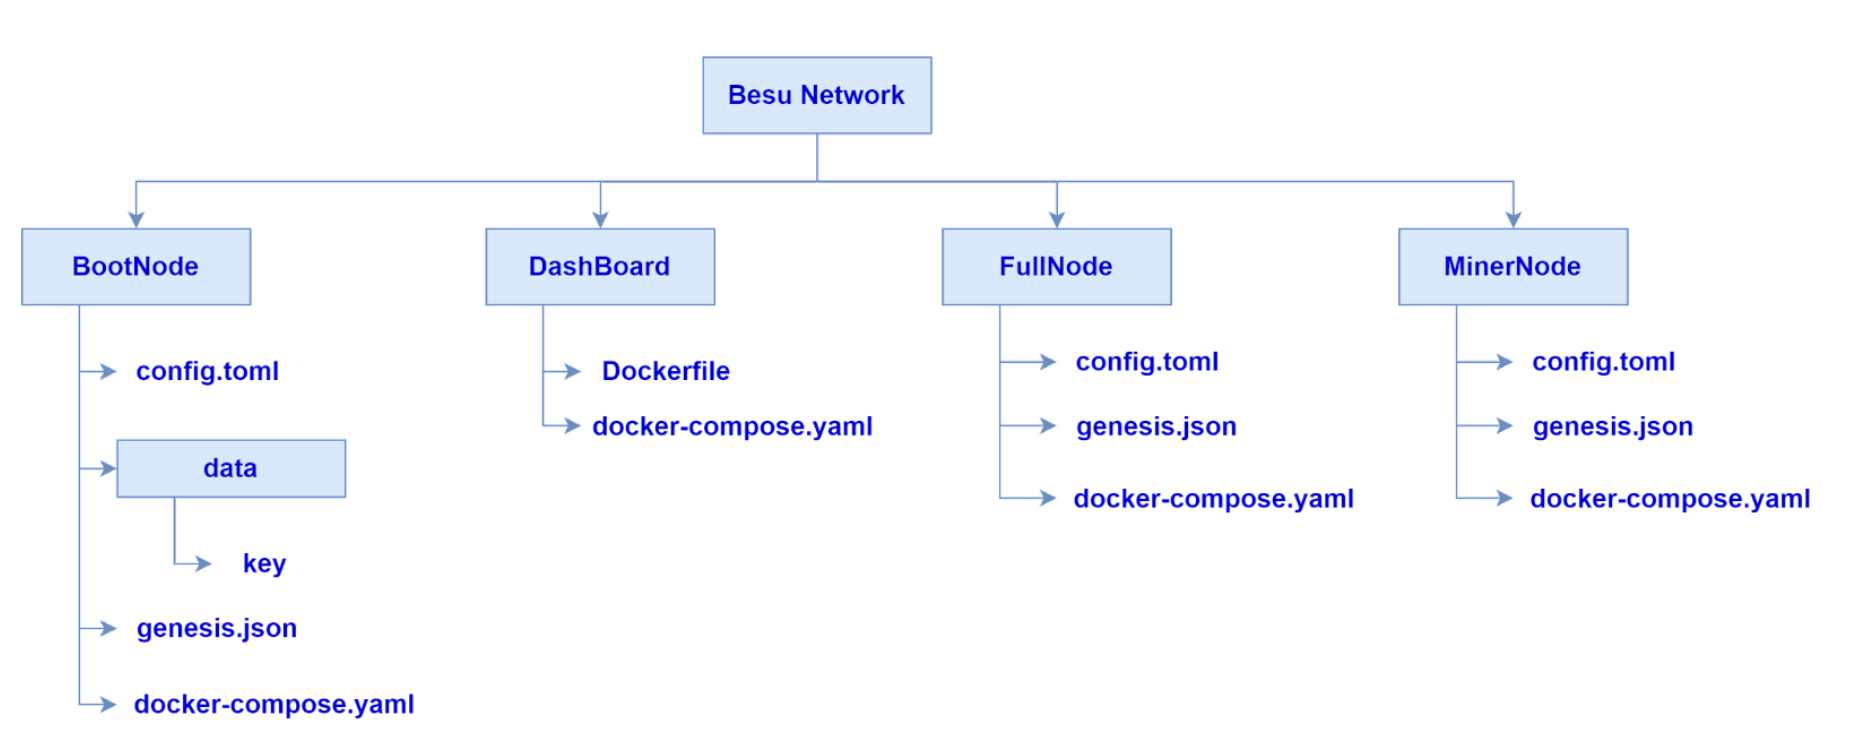 Besu Network
BootNode
DashBoard
FullNode
MinerNode
config.toml
data
key
genesis.json
docker-compose.yaml
Dockerfile
docker-compose.yaml
config.toml
genesis.json
docker-compose.yaml
config.toml
genesis.json
docker-compose.yaml